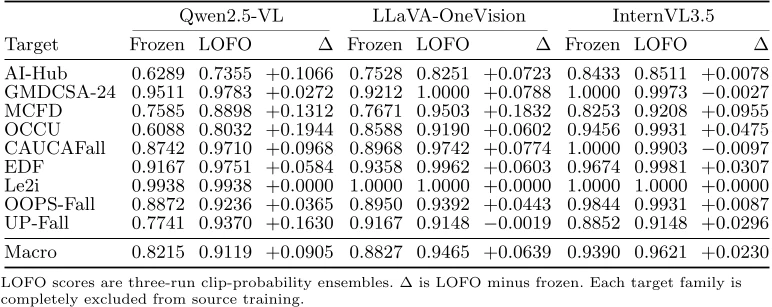 Qwen2.5-VL LLaVA-OneVision InternVL3.5
Target Frozen LOFO Δ Frozen LOFO Δ Frozen LOFO Δ
AI-Hub 0.6289 0.7355 +0.1066 0.7528 0.8251 +0.0723 0.8433 0.8511 +0.0078
GMDCSA-24 0.9511 0.9783 +0.0272 0.9212 1.0000 +0.0788 1.0000 0.9973 −0.0027
MCFD 0.7585 0.8898 +0.1312 0.7671 0.9503 +0.1832 0.8253 0.9208 +0.0955
OCCU 0.6088 0.8032 +0.1944 0.8588 0.9190 +0.0602 0.9456 0.9931 +0.0475
CAUCAFall 0.8742 0.9710 +0.0968 0.8968 0.9742 +0.0774 1.0000 0.9903 −0.0097
EDF 0.9167 0.9751 +0.0584 0.9358 0.9962 +0.0603 0.9674 0.9981 +0.0307
Le2i 0.9938 0.9938 +0.0000 1.0000 1.0000 +0.0000 1.0000 1.0000 +0.0000
OOPS-Fall 0.8872 0.9236 +0.0365 0.8950 0.9392 +0.0443 0.9844 0.9931 +0.0087
UP-Fall 0.7741 0.9370 +0.1630 0.9167 0.9148 −0.0019 0.8852 0.9148 +0.0296
Macro 0.8215 0.9119 +0.0905 0.8827 0.9465 +0.0639 0.9390 0.9621 +0.0230
LOFO scores are three-run clip-probability ensembles. Δ is LOFO minus frozen. Each target family is
completely excluded from source training.